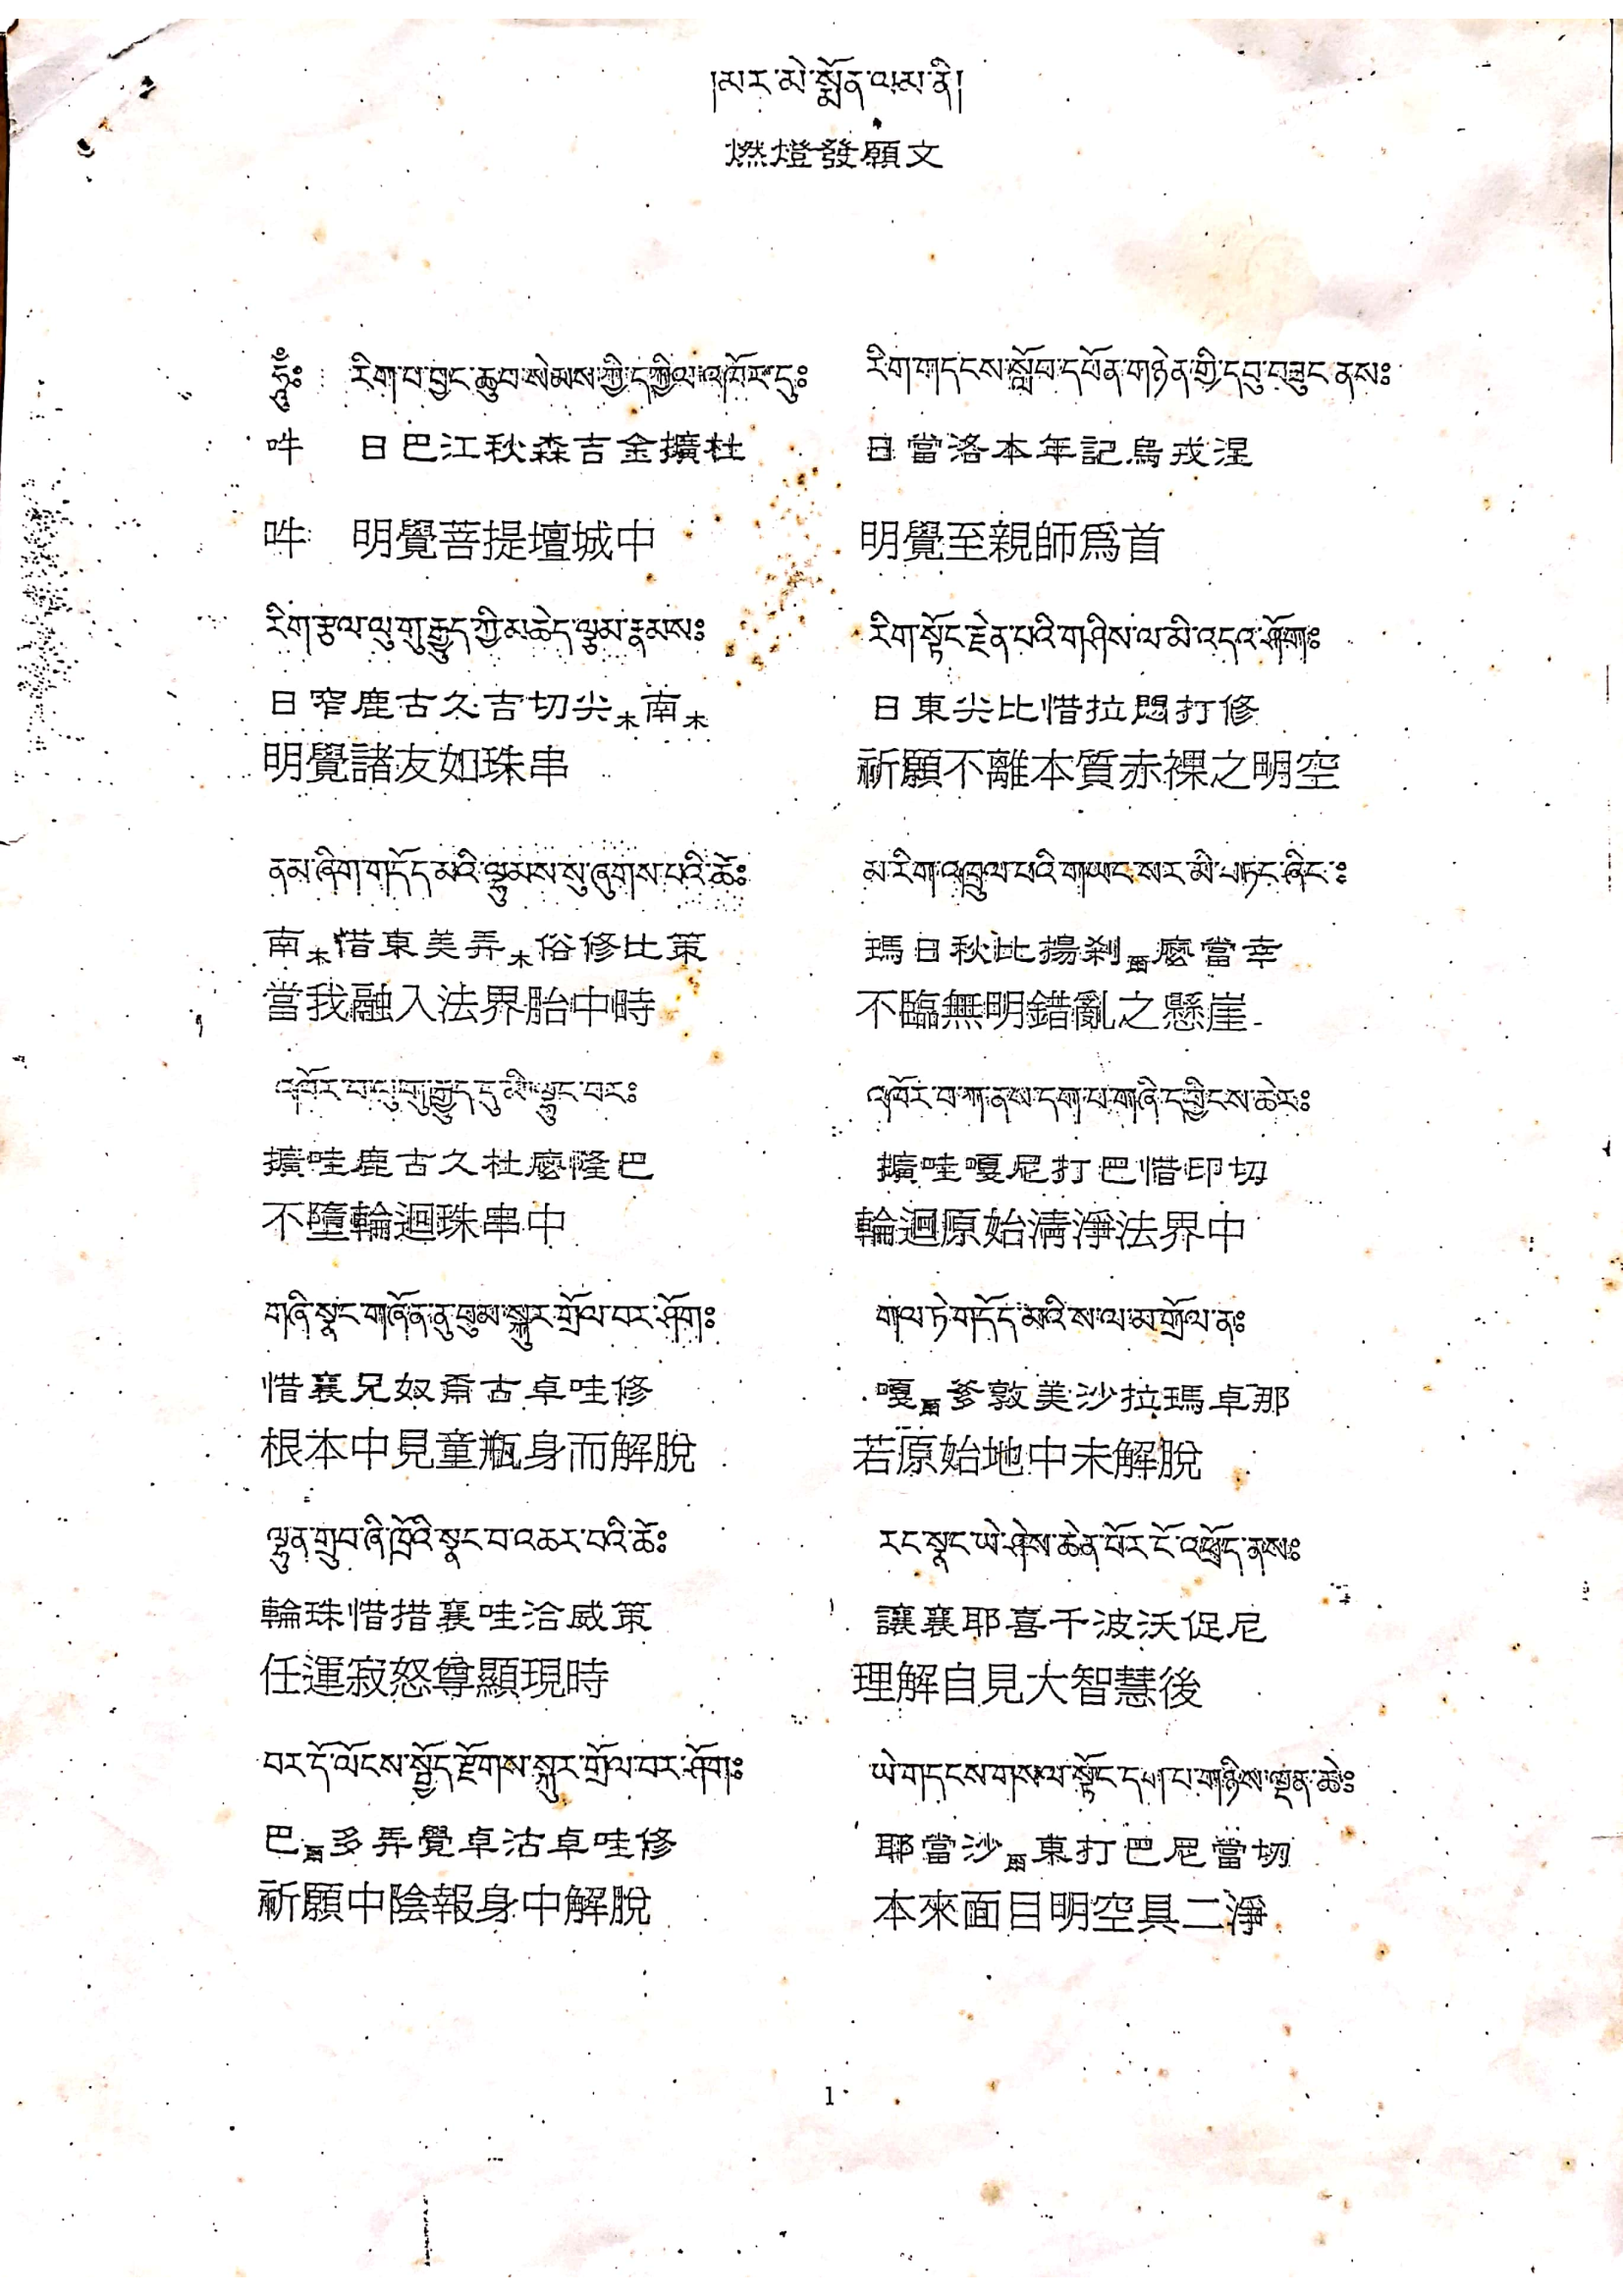 །མར་མེ་སྨོན་ལམ་ནི།
燃燈發願文
ཧཱུྃ༔ རིག་པ་བྱང་ཆུབ་སེམས་ཀྱི་དཀྱིལ་འཁོར་དུ༔
吽 日巴江秋森吉金擴杜
吽 明覺菩提壇城中
རིག་རྩལ་ལུ་གུ་རྒྱུད་ཀྱི་མཆེད་ལྕམ་རྣམས༔
日窄鹿古久吉切尖木南木
明覺諸友如珠串
ནམ་ཞིག་གདོད་མའི་ལྷུམས་སུ་ཞུགས་པའི་ཚེ༔
南木惜東美弄木俗修比策
當我融入法界胎中時
འཁོར་བ་ལུ་གུ་རྒྱུད་དུ་མི་ལྷུང་བར༔
擴哇鹿古久杜麼隆巴
不墮輪迴珠串中
གཞི་སྣང་གཞོན་ནུ་བུམ་སྐུར་གྲོལ་བར་ཤོག༔
惜襄兄奴齋古卓哇修
根本中見童瓶身而解脫
ལྷུན་གྲུབ་ཞི་ཁྲོའི་སྣང་བ་འཆར་བའི་ཚེ༔
輪珠惜措襄哇洽威策
任運寂怒尊顯現時
བར་དོ་ལོངས་སྤྱོད་རྫོགས་སྐུར་གྲོལ་བར་ཤོག༔
巴爾多弄覺卓沽卓哇修
祈願中陰報身中解脫
རིག་གདངས་སློབ་དཔོན་གཉེན་གྱི་དབུ་བཟུང་ནས༔
日當洛本年記烏戎涅
明覺至親師爲首
རིག་སྟོང་རྗེན་པའི་གཤིས་ལ་མི་འདའ་ཤོག༔
日東尖比惜拉悶打修
祈願不離本質赤裸之明空
མ་རིག་འཁྲུལ་པའི་གཡང་སར་མི་གཏང་ཞིང་༔
瑪日秋比揚剎爾麼當幸
不臨無明錯亂之懸崖
འཁོར་བ་ཀ་ནས་དག་པ་གཞི་དབྱིངས་ཆེར༔
擴哇嘎尼打巴惜印切
輪迴原始清淨法界中
གལ་ཏེ་གདོད་མའི་ས་ལ་མ་གྲོལ་ན༔
嘎爾爹敦美沙拉瑪卓那
若原始地中未解脫
རང་སྣང་ཡེ་ཤེས་ཆེན་པོར་ངོ་འཕྲོད་ནས༔
讓襄耶喜千波沃促尼
理解自見大智慧後
ཡེ་གདངས་གསལ་སྟོང་དག་པ་གཉིས་ལྡན་ཆེ༔
耶當沙爾東打巴尼當切
本來面目明空具二淨
1